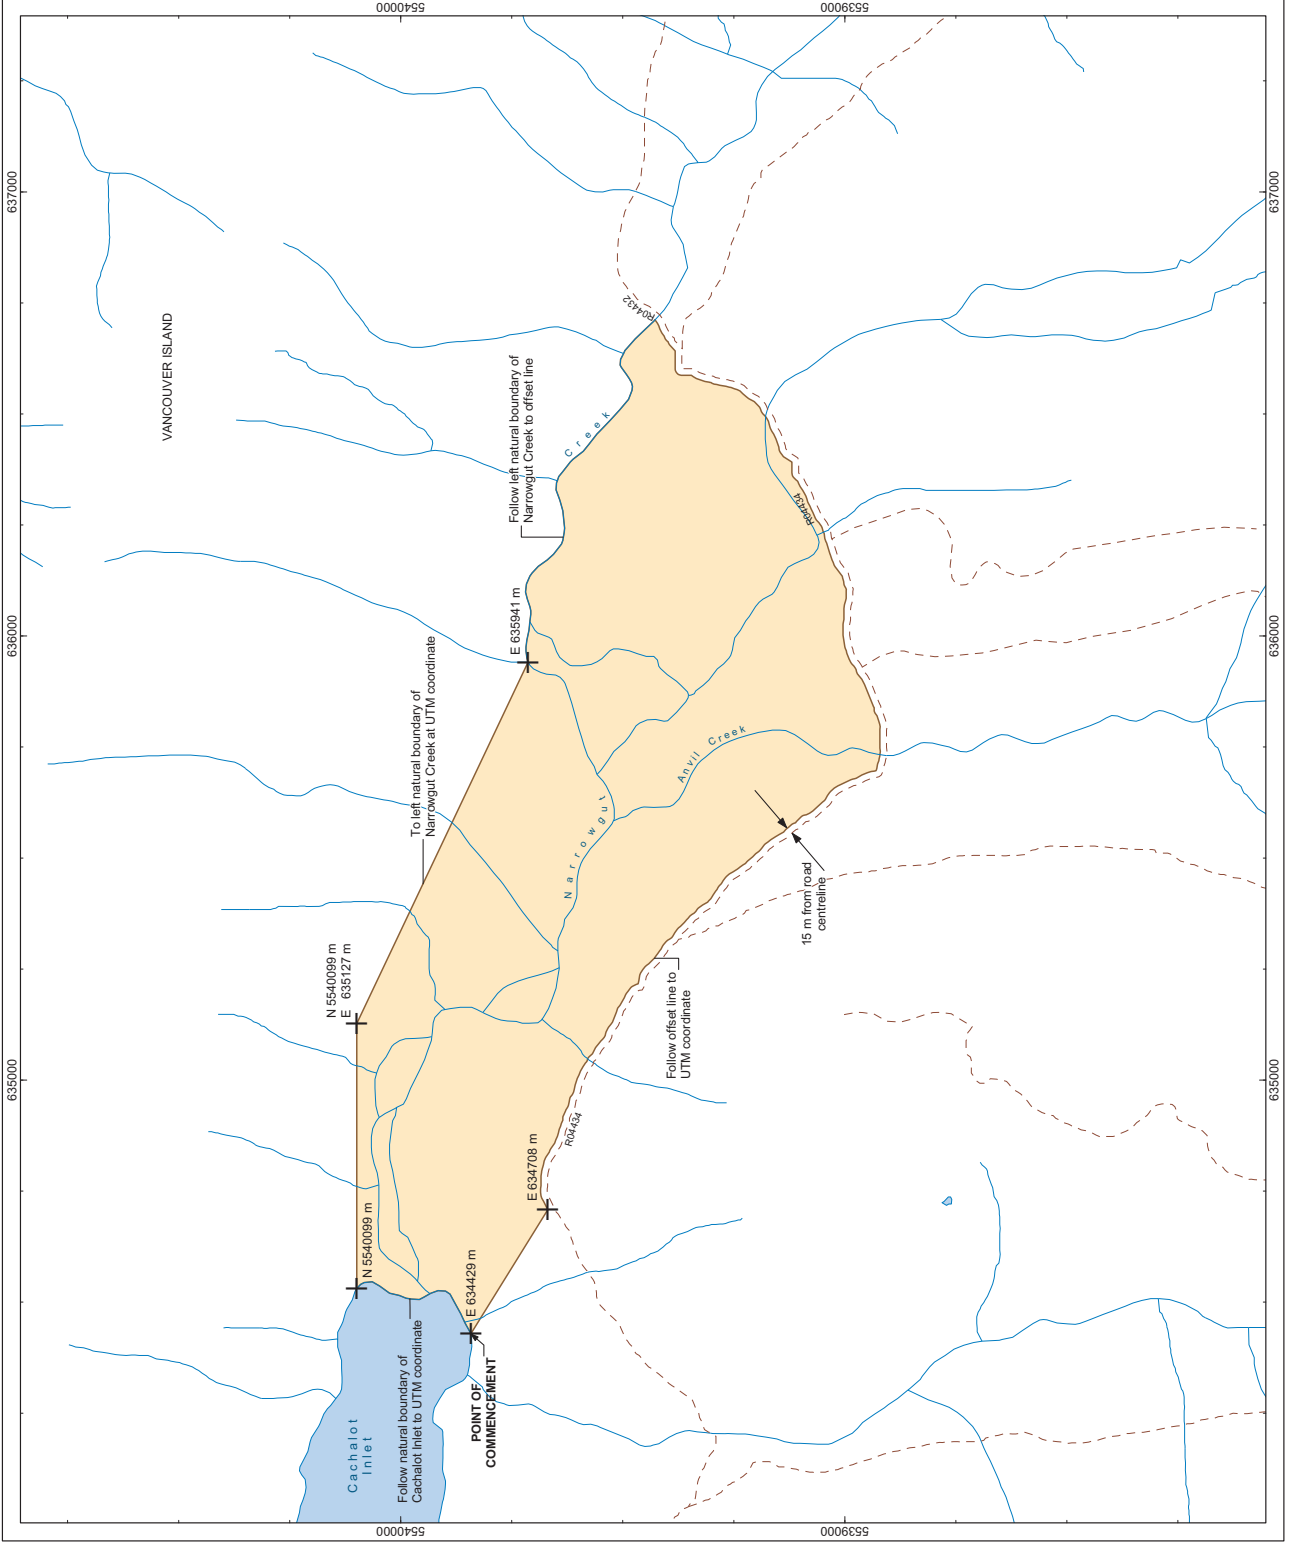 5540000
5539000
637000
637000
VANCOUVER ISLAND
R04432
Follow left natural boundary of
Narrowgut Creek to offset line
Creek
R04434
E 635941 m
636000
636000
To left natural boundary of
Narrowgut Creek at UTM coordinate
Anvil Creek
Narrowgut
15 m from road
centreline
N 5540099 m
E 635127 m
Follow offset line to
UTM coordinate
635000
635000
R04434
E 634708 m
N 5540099 m
E 634429 m
POINT OF
COMMENCEMENT
Follow natural boundary of
Cachalot Inlet to UTM coordinate
Cachalot
Inlet
5540000
5539000